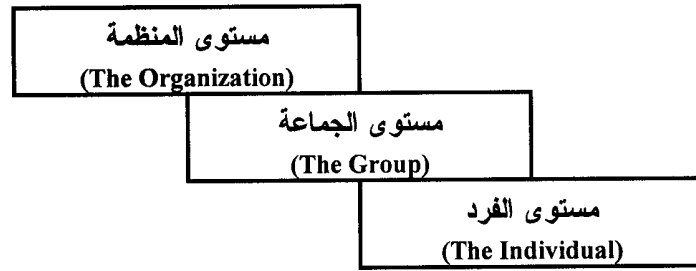 مستوى المنظمة
(The Organization)
مستوى الجماعة
(The Group)
مستوى الفرد
(The Individual)